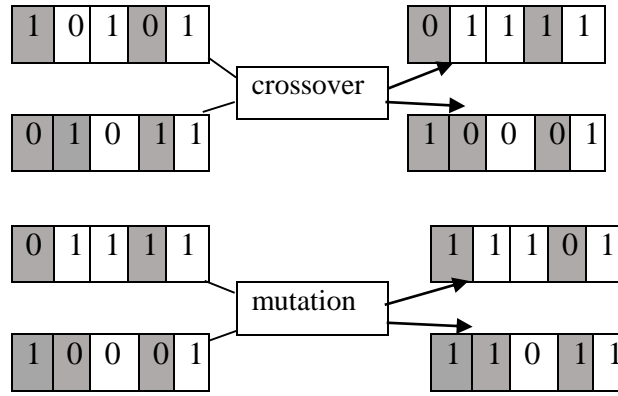 1 0 1 0 1
0 1 1 1 1
crossover
0 1 0 1 1
1 0 0 0 1
0 1 1 1 1
1 1 1 0 1
mutation
1 0 0 0 1
1 1 0 1 1